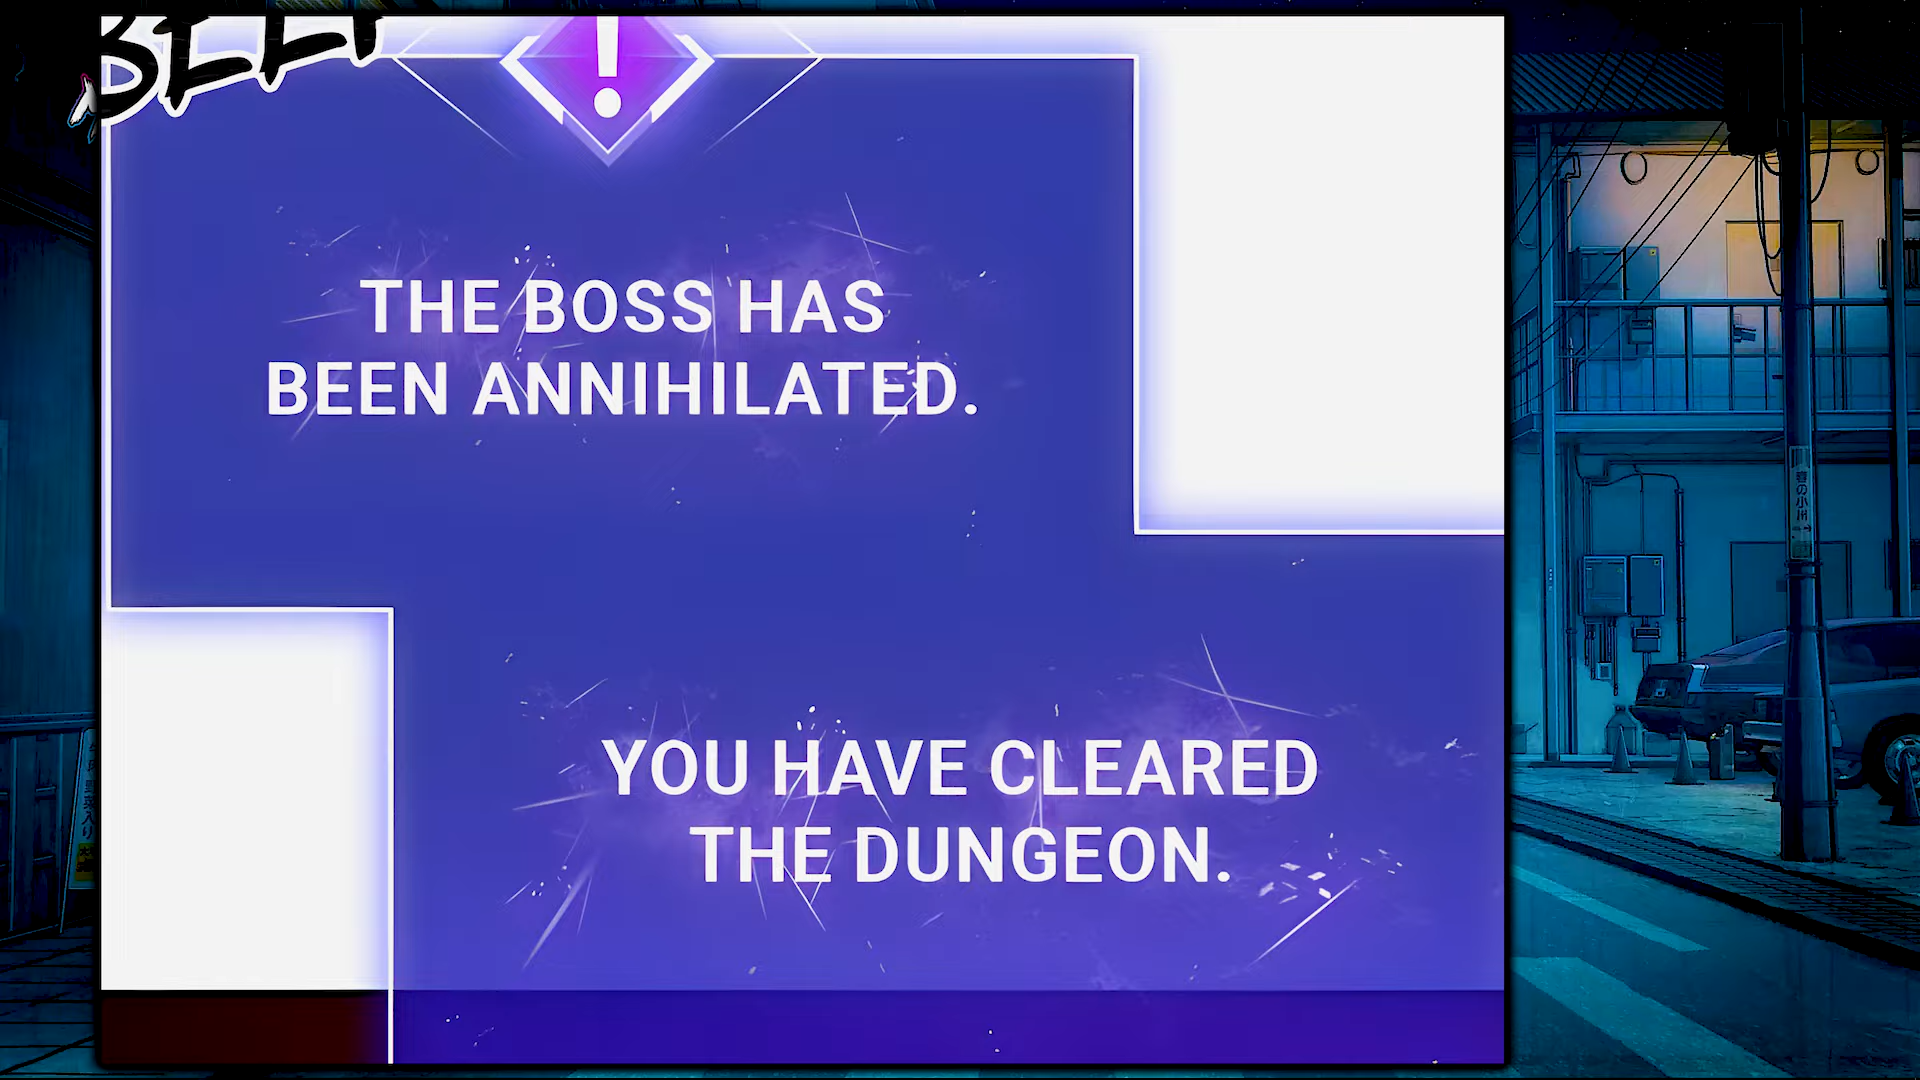 !
THE BOSS HAS
BEEN ANNIHILATED.
YOU HAVE CLEARED
THE DUNGEON.